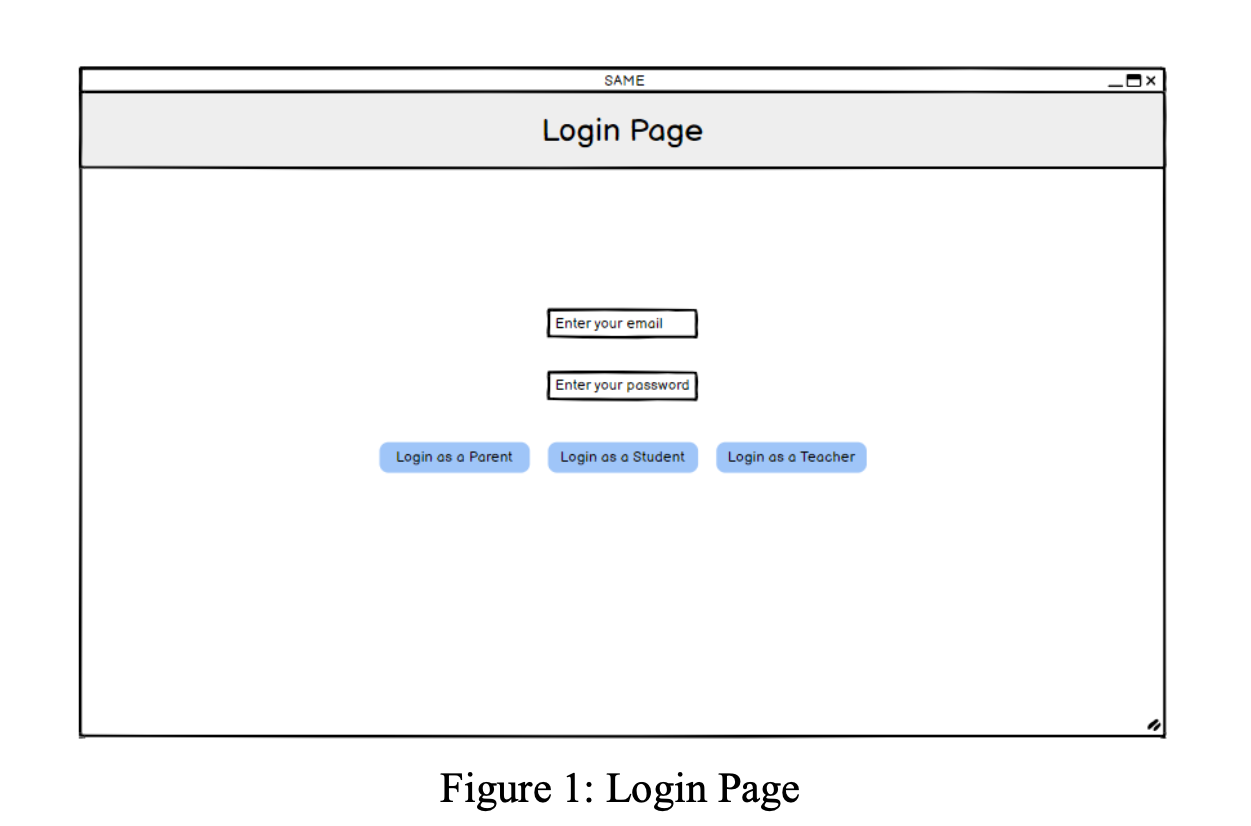 SAME
Login Page
Enter your email
Enter your password
Login as a Parent Login as a Student Login as a Teacher
Figure 1: Login Page